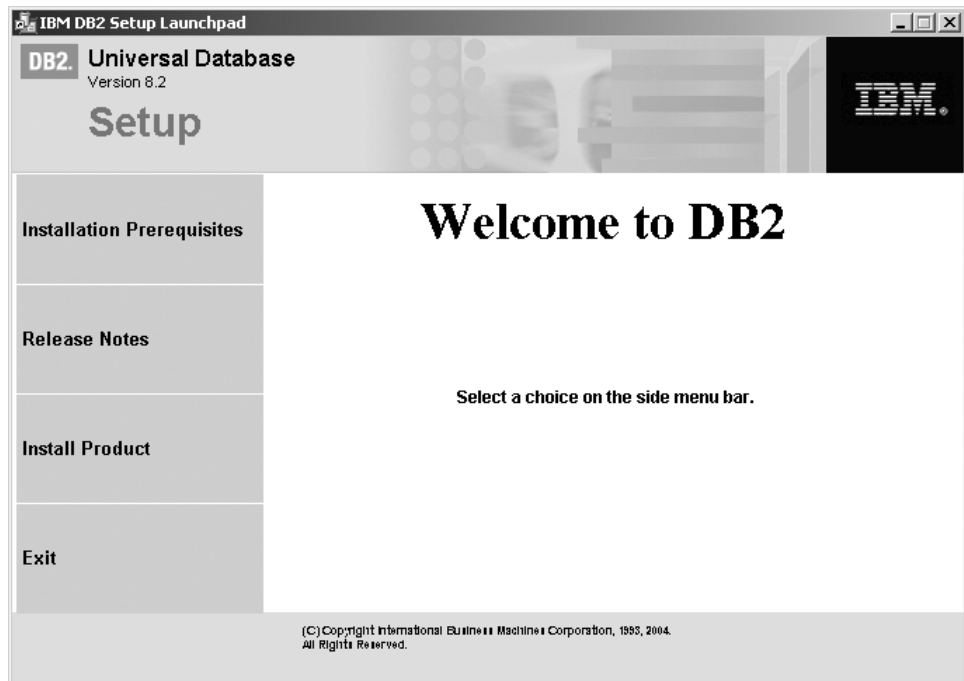 IBM DB2 Setup Launchpad
DB2. Universal Database
Version 8.2
Setup
IBM®
Installation Prerequisites
Release Notes
Install Product
Exit
Welcome to DB2
Select a choice on the side menu bar.
(C) Copyright International Business Machines Corporation, 1993, 2004.
All Rights Reserved.